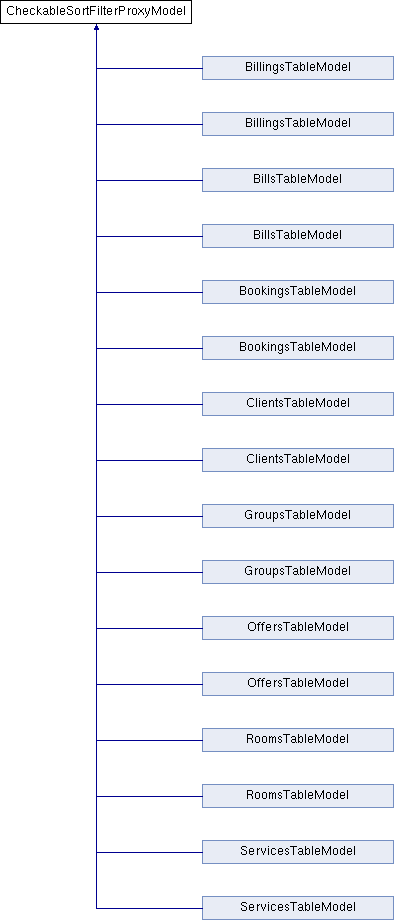 CheckableSortFilterProxyModel
BillingsTableModel
BillingsTableModel
BillsTableModel
BillsTableModel
BookingsTableModel
BookingsTableModel
ClientsTableModel
ClientsTableModel
GroupsTableModel
GroupsTableModel
OffersTableModel
OffersTableModel
RoomsTableModel
RoomsTableModel
ServicesTableModel
ServicesTableModel